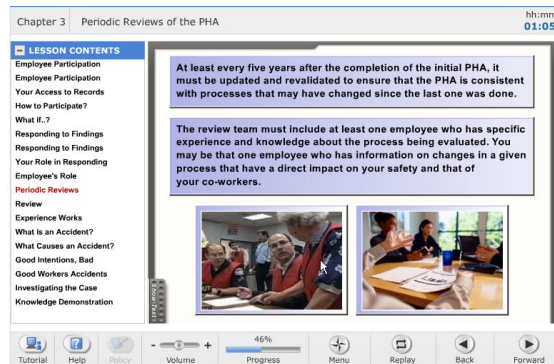 Chapter 3 Periodic Reviews of the PHA
hh:mm
01:05
LESSON CONTENTS
Employee Participation
Employee Participation
Your Access to Records
How to Participate?
What if..?
Responding to Findings
Responding to Findings
Your Role in Responding
Employee's Role
Periodic Reviews
Review
Experience Works
What is an Accident?
What Causes an Accident?
Good Intentions, Bad
Good Workers Accidents
Investigating the Case
Knowledge Demonstration
At least every five years after the completion of the initial PHA, it
must be updated and revalidated to ensure that the PHA is consistent
with processes that may have changed since the last one was done.
The review team must include at least one employee who has specific
experience and knowledge about the process being evaluated. You
may be that one employee who has information on changes in a given
process that have a direct impact on your safety and that of
your co-workers.
Show Text
46%
Tutorial Help Policy Volume Progress Menu Replay Back Forward